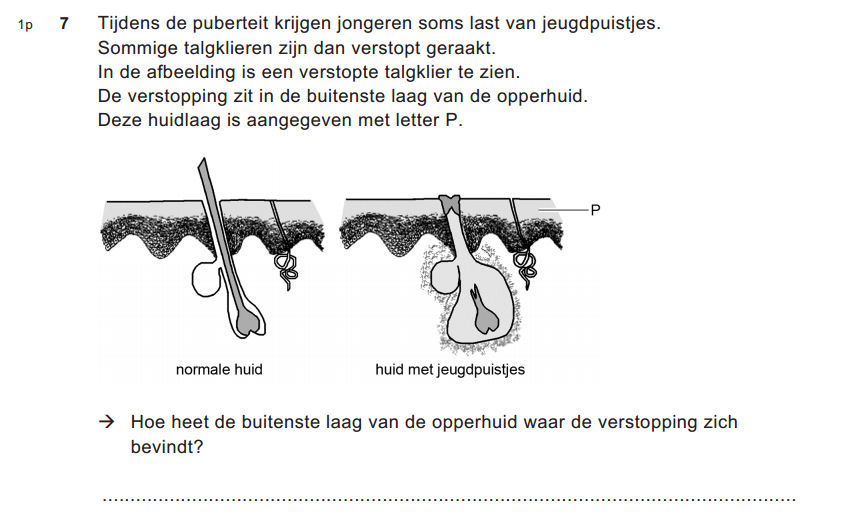 1p 7 Tijdens de puberteit krijgen jongeren soms last van jeugdpuistjes.
Sommige talgklieren zijn dan verstopt geraakt.
In de afbeelding is een verstopte talgklier te zien.
De verstopping zit in de buitenste laag van de opperhuid.
Deze huidlaag is aangegeven met letter P.
P
normale huid
huid met jeugdpuistjes
→ Hoe heet de buitenste laag van de opperhuid waar de verstopping zich
bevindt?